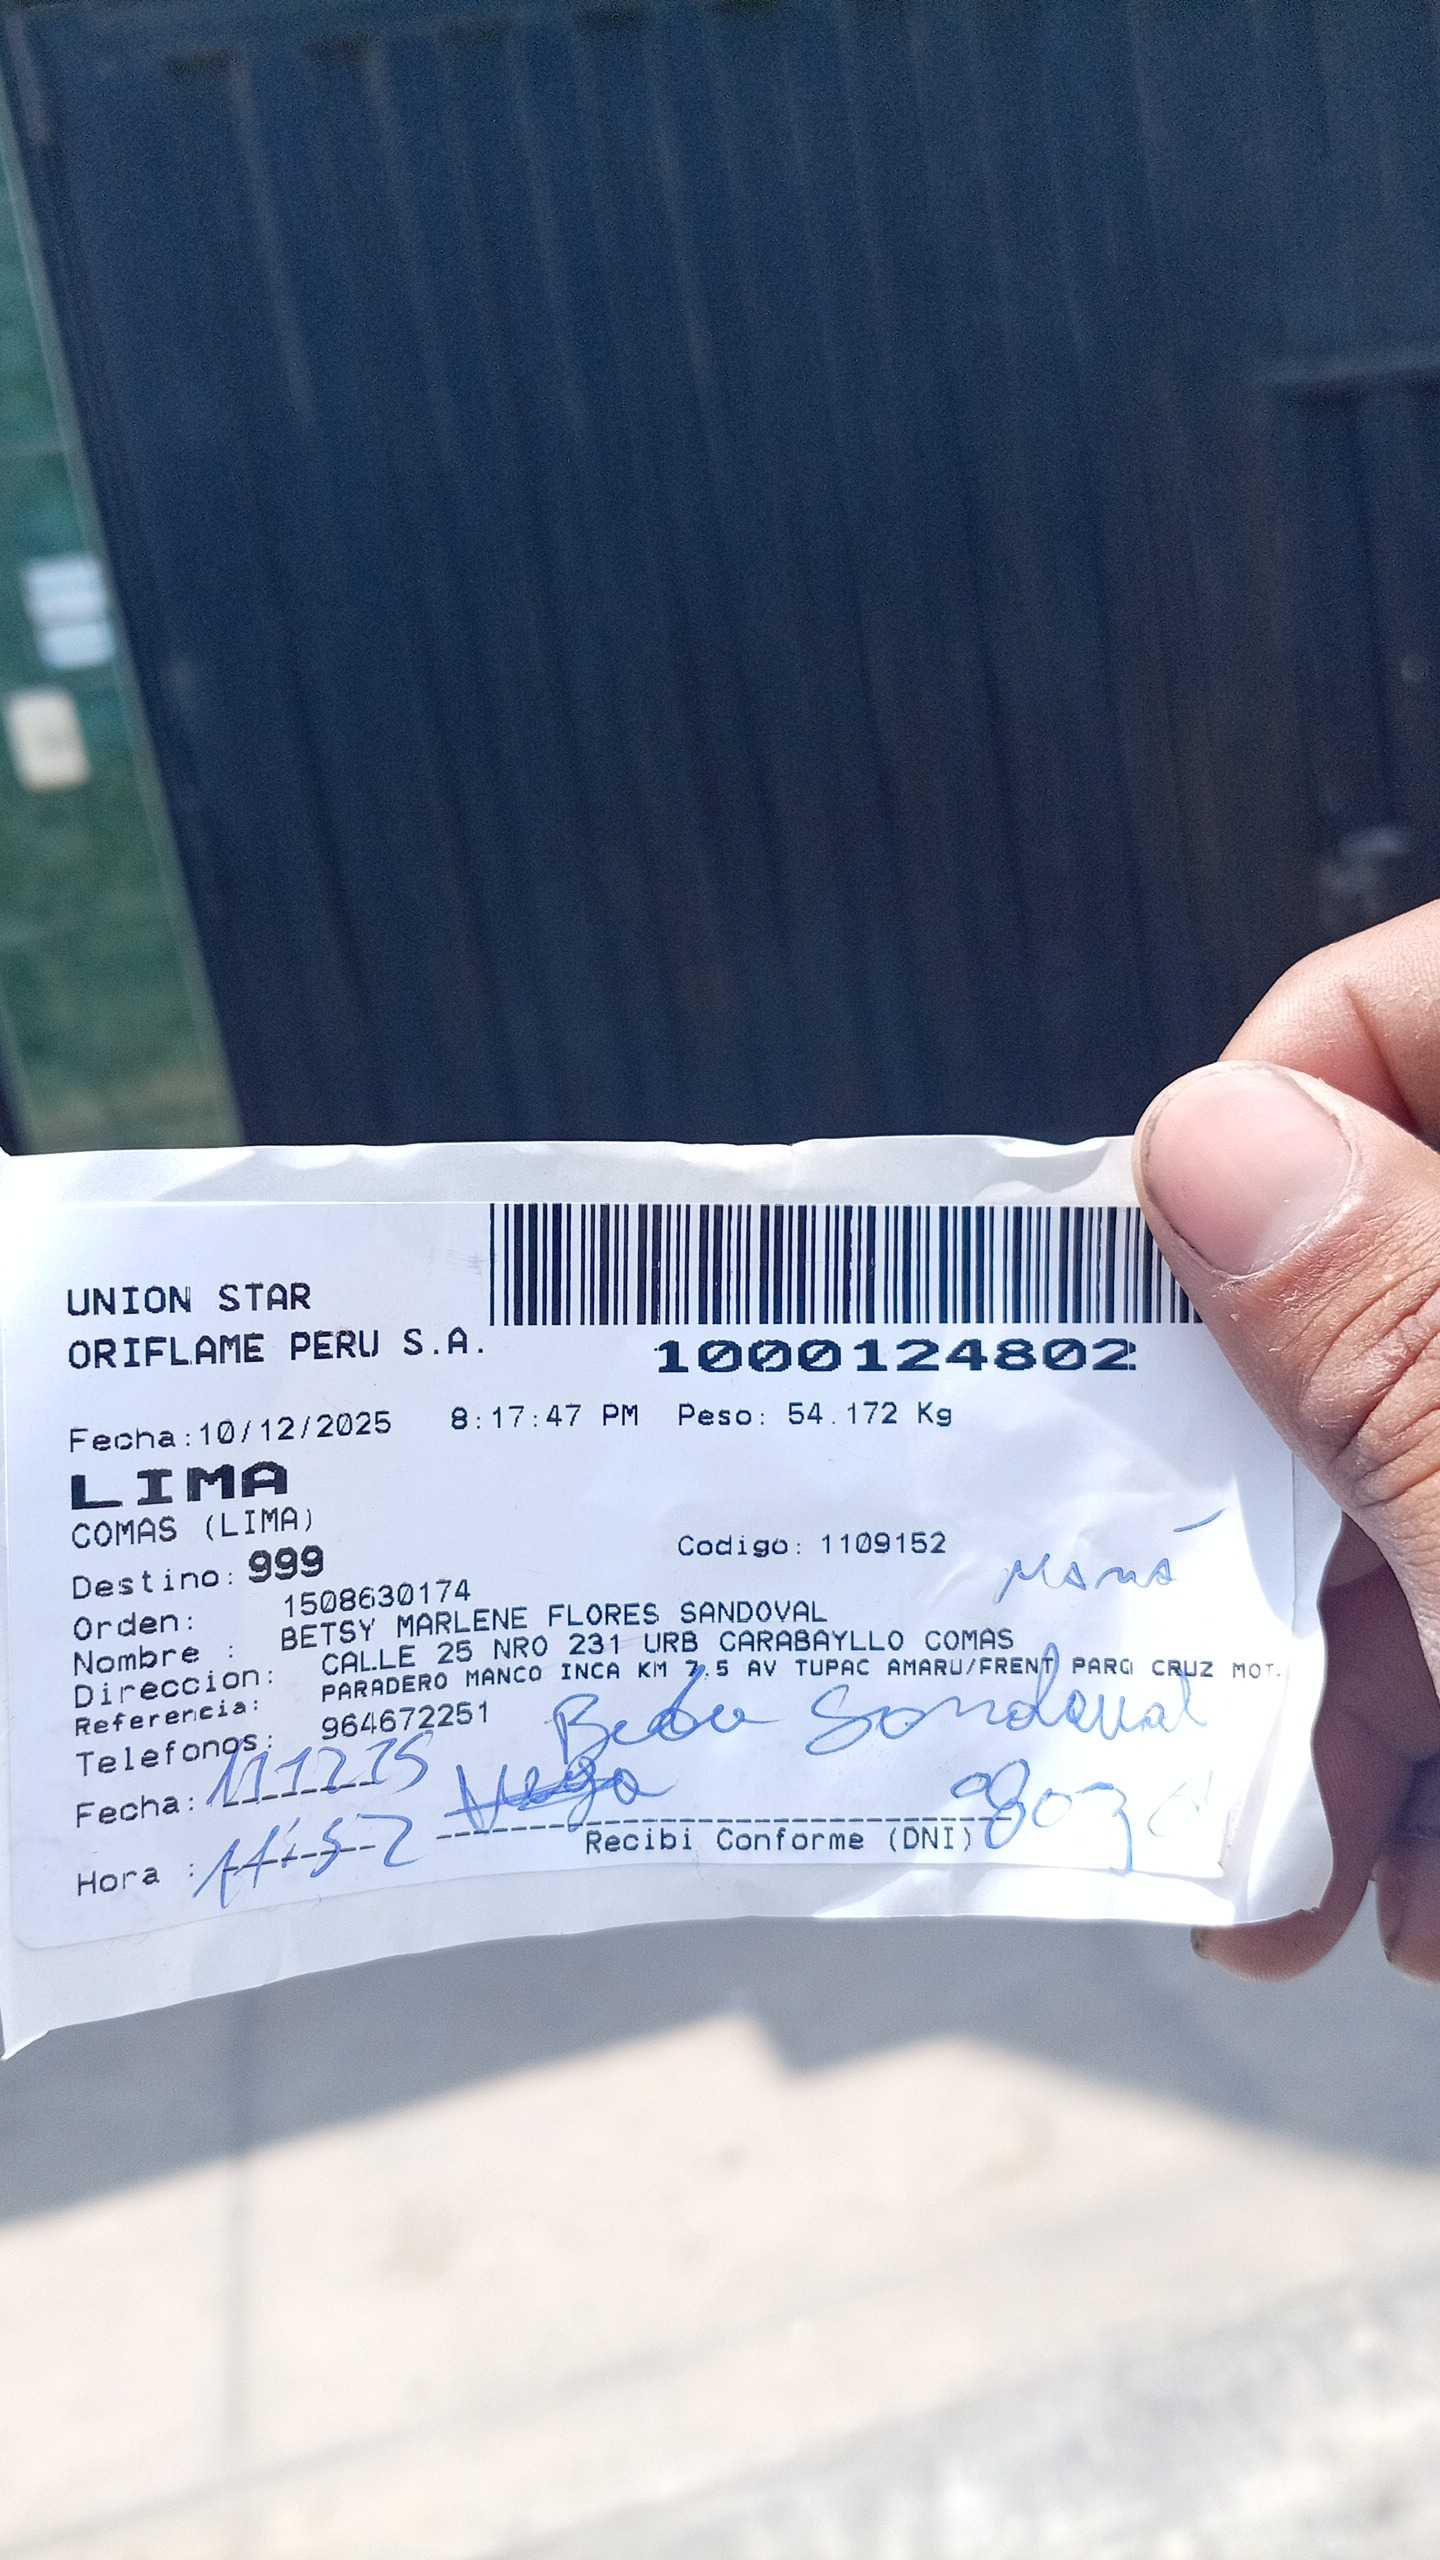 UNION STAR
ORIFLAME PERU S.A.
1000124802
Fecha:10/12/2025 8:17:47 PM Peso: 54.172 Kg
LIMA
COMAS (LIMA)
Destino: 999 Codigo: 1109152
Mamá
Orden: 1508630174
Nombre : BETSY MARLENE FLORES SANDOVAL
Direccion: CALLE 25 NRO 231 URB CARABAYLLO COMAS
Referencia: PARADERO MANCO INCA KM 7.5 AV TUPAC AMARU/FRENT PARQ CRUZ MOT.
Telefonos: 964672251
Sandoval
Fecha: 111225 Vega
Hora : 11:52 Recibi Conforme (DNI)